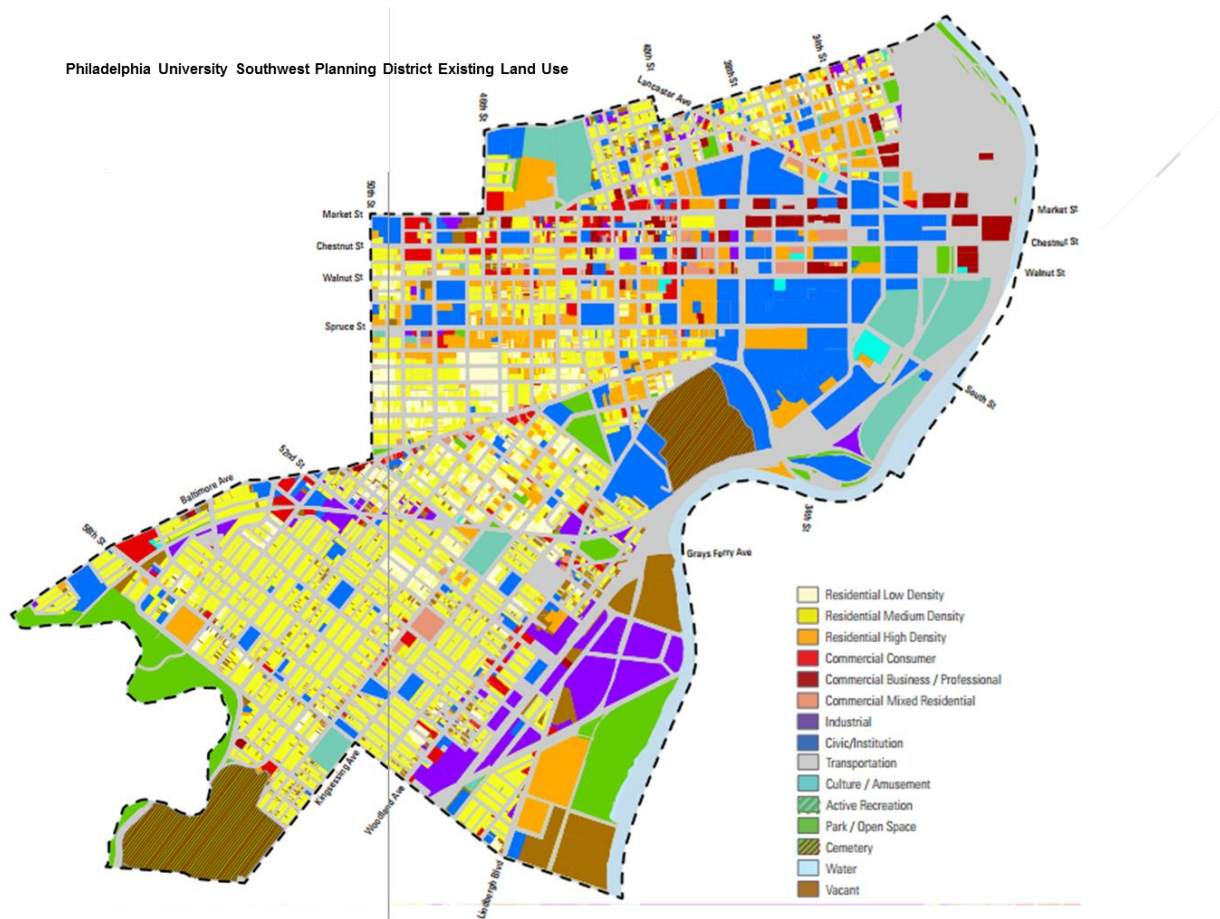 Philadelphia University Southwest Planning District Existing Land Use
40th St
Lancaster Ave
38th St
34th St
46th St
50th St
Market St
Chestnut St
Walnut St
Spruce St
Market St
Chestnut St
Walnut St
South St
34th St
Grays Ferry Ave
52nd St
Baltimore Ave
58th St
Kingsessing Ave
Woodland Ave
Lindbergh Blvd
Residential Low Density
Residential Medium Density
Residential High Density
Commercial Consumer
Commercial Business / Professional
Commercial Mixed Residential
Industrial
Civic/Institution
Transportation
Culture / Amusement
Active Recreation
Park / Open Space
Cemetery
Water
Vacant